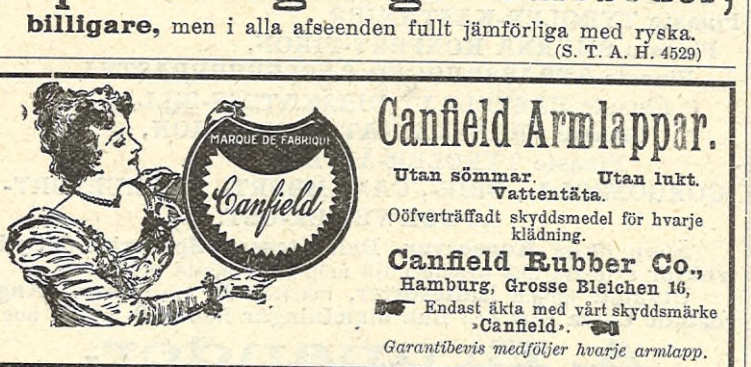 billigare, men i alla afseenden fullt jämförliga med ryska.
(S. T. A. H. 4529)
MARQUE DE FABRIQUE
Canfield
Canfield Armlappar.
Utan sömmar. Utan lukt.
Vattentäta.
Oöfverträffadt skyddsmedel för hvarje
klädning.
Canfield Rubber Co.,
Hamburg, Grosse Bleichen 16,
Endast äkta med vårt skyddsmärke
»Canfield».
Garantibevis medföljer hvarje armlapp.